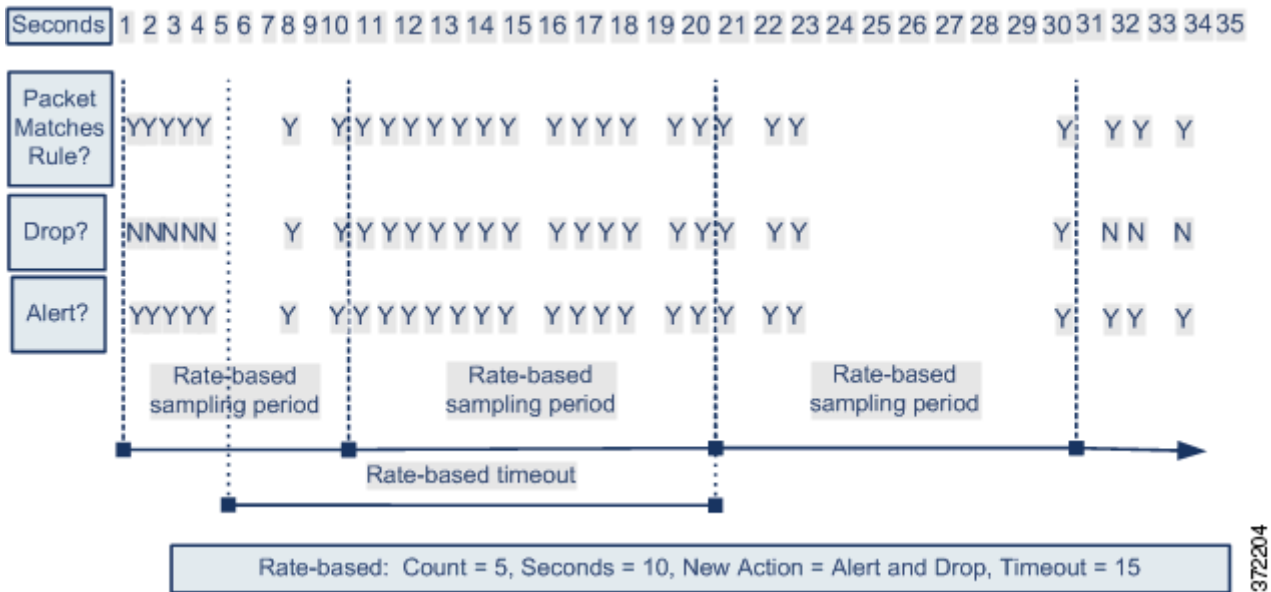 Seconds 1 2 3 4 5 6 7 8 9 10 11 12 13 14 15 16 17 18 19 20 21 22 23 24 25 26 27 28 29 30 31 32 33 34 35
Packet
Matches
Rule?
YYYYY Y Y Y Y Y Y Y Y Y Y Y Y Y Y Y Y Y Y Y Y Y Y Y
Drop?
NNNNN Y Y Y Y Y Y Y Y Y Y Y Y Y Y Y Y Y Y Y N N N
Alert?
YYYYY Y Y Y Y Y Y Y Y Y Y Y Y Y Y Y Y Y Y Y Y Y Y
Rate-based
sampling period
Rate-based
sampling period
Rate-based
sampling period
Rate-based timeout
Rate-based: Count = 5, Seconds = 10, New Action = Alert and Drop, Timeout = 15
372204